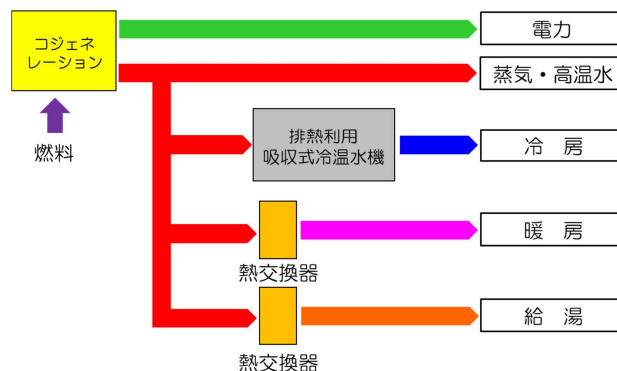 コジェネ
レーション
燃料
電力
蒸気・高温水
排熱利用
吸収式冷温水機
冷　房
熱交換器
暖　房
熱交換器
給　湯